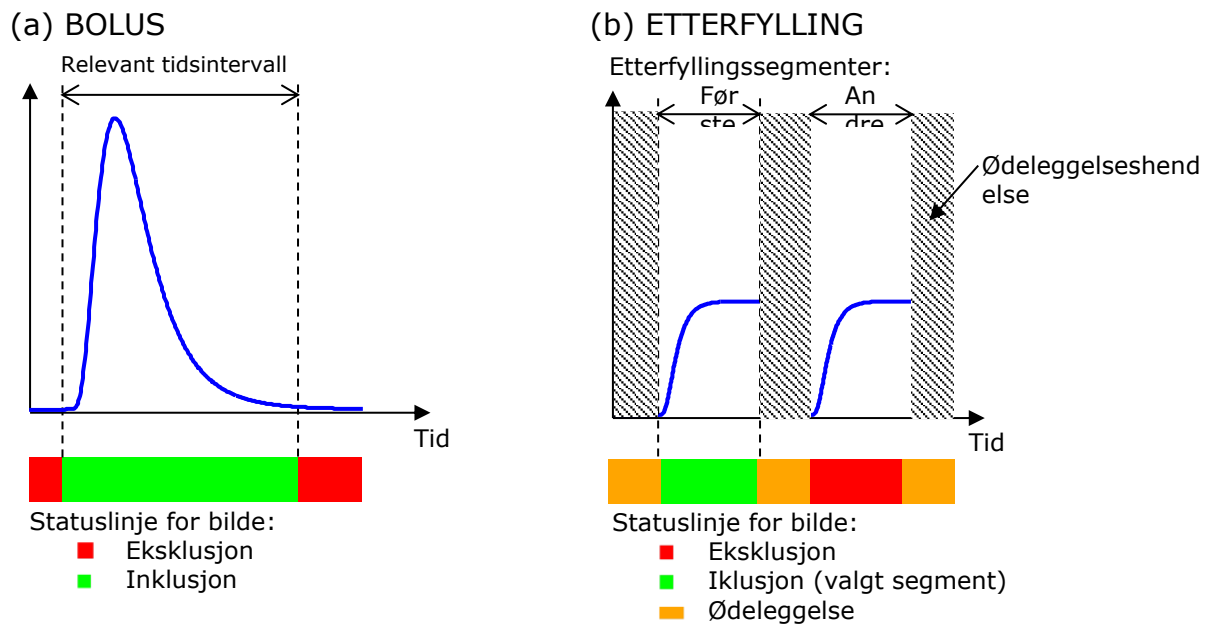 (a) BOLUS
Relevant tidsintervall
Tid
Statuslinje for bilde:
Eksklusjon
Inklusjon
(b) ETTERFYLLING
Etterfyllingssegmenter:
Før
ste
An
dre
Ødeleggelseshend
else
Tid
Statuslinje for bilde:
Eksklusjon
Iklusjon (valgt segment)
Ødeleggelse